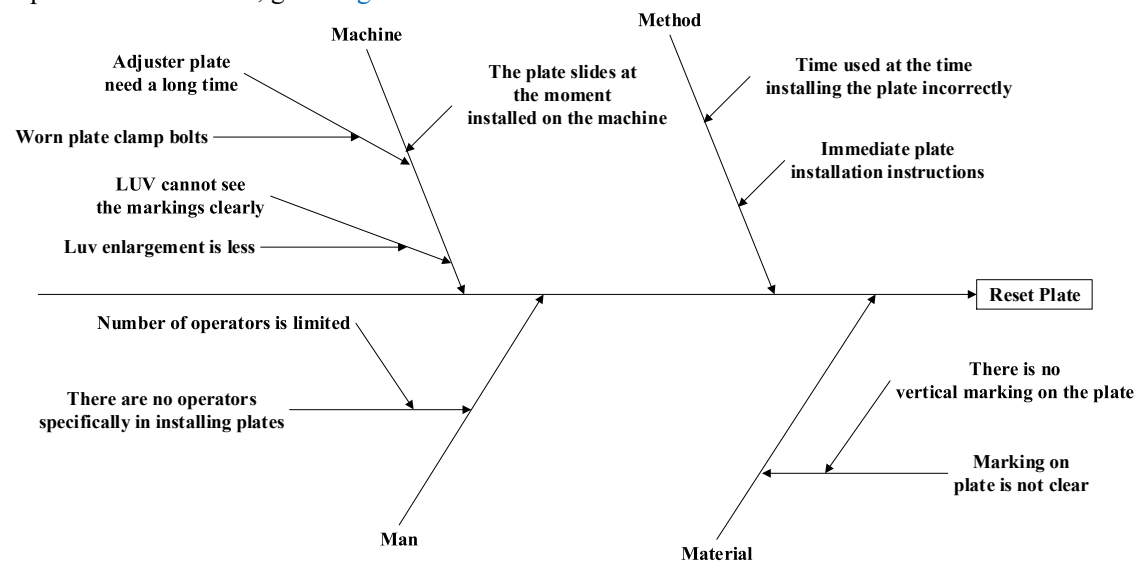 Machine
Method
Adjuster plate
need a long time
The plate slides at
the moment
installed on the machine
Time used at the time
installing the plate incorrectly
Worn plate clamp bolts
Immediate plate
installation instructions
LUV cannot see
the markings clearly
Luv enlargement is less
Reset Plate
Number of operators is limited
There is no
vertical marking on the plate
There are no operators
specifically in installing plates
Marking on
plate is not clear
Man
Material